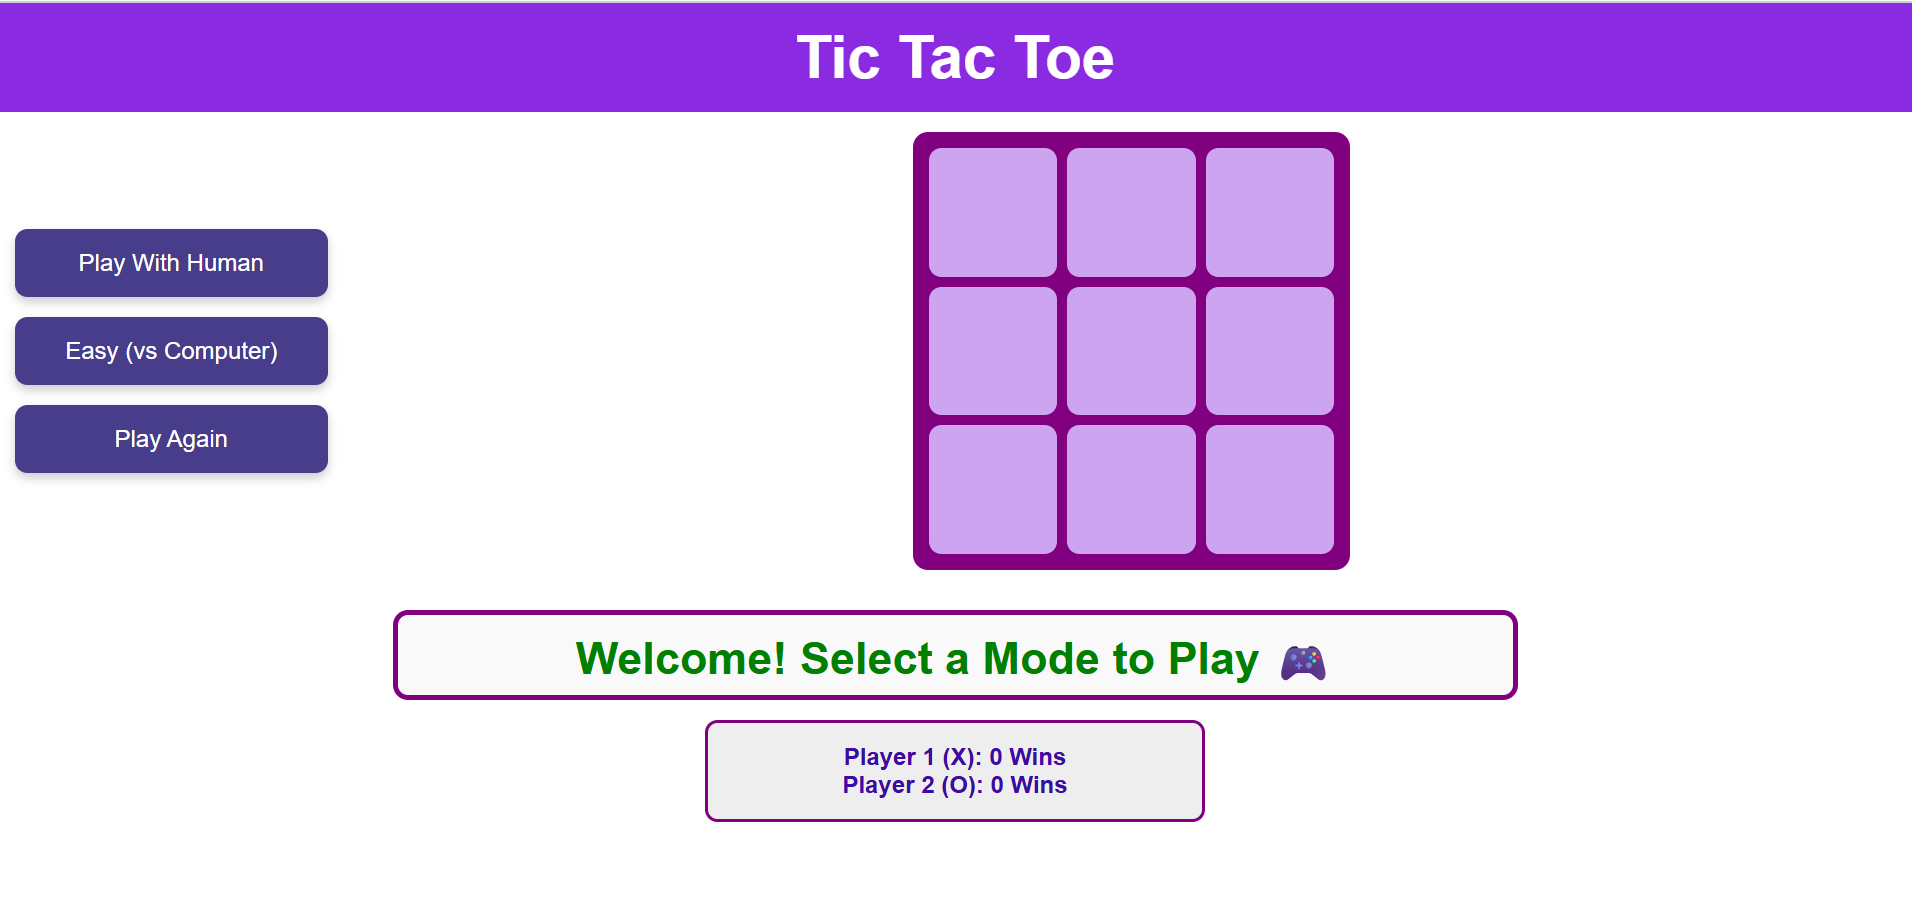 Tic Tac Toe
Play With Human
Easy (vs Computer)
Play Again
Welcome! Select a Mode to Play 🎮
Player 1 (X): 0 Wins
Player 2 (O): 0 Wins